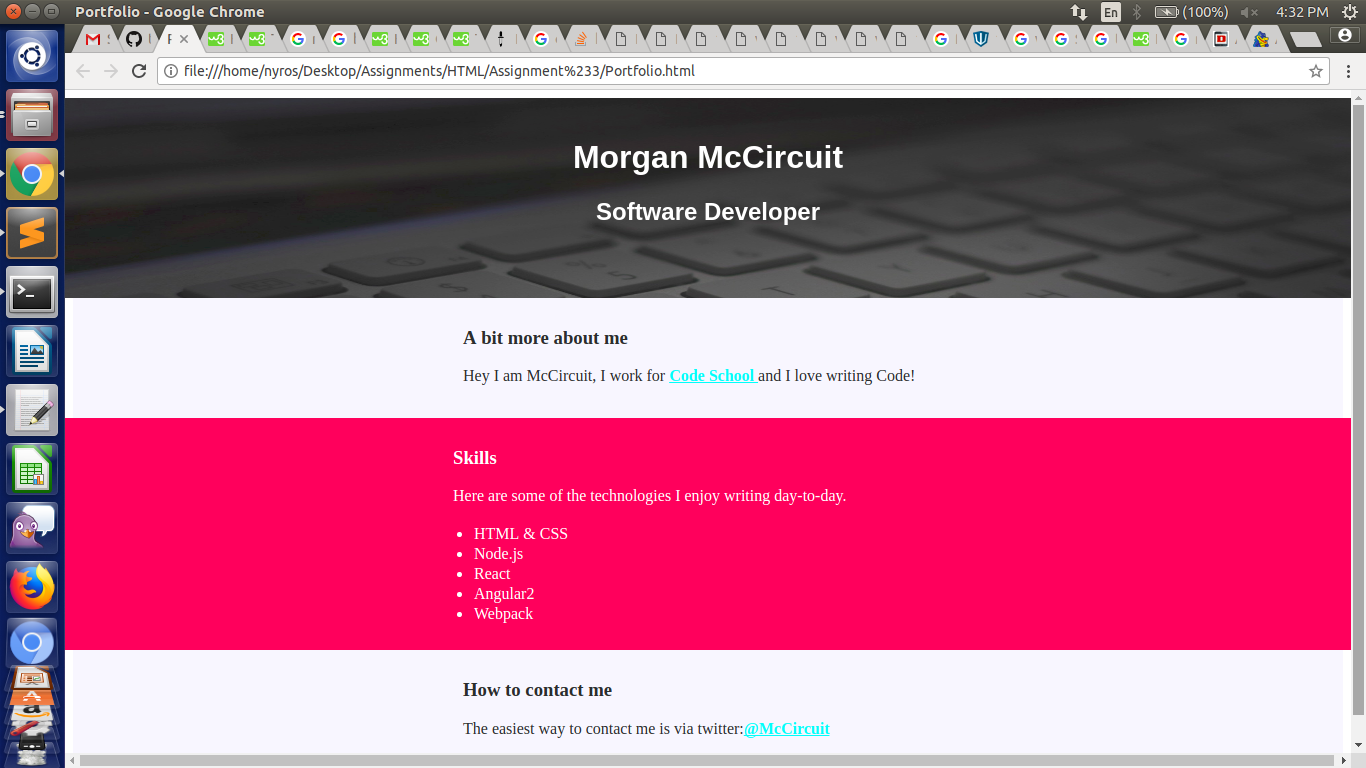 Portfolio - Google Chrome
En
(100%)
4:32 PM
file:///home/nyros/Desktop/Assignments/HTML/Assignment%233/Portfolio.html
Morgan McCircuit
Software Developer
A bit more about me
Hey I am McCircuit, I work for Code School and I love writing Code!
Skills
Here are some of the technologies I enjoy writing day-to-day.
HTML & CSS
Node.js
React
Angular2
Webpack
How to contact me
The easiest way to contact me is via twitter:@McCircuit